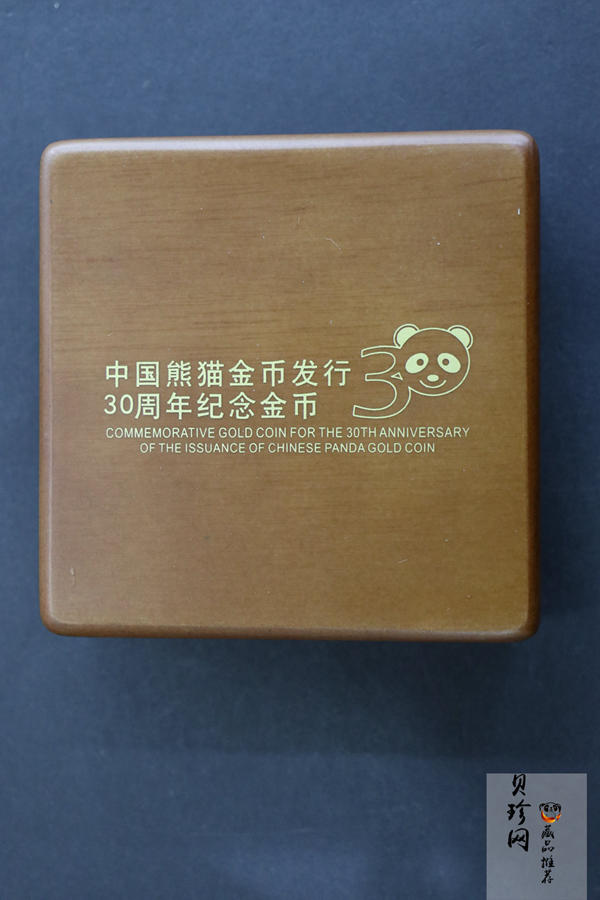 中国熊猫金币发行
30周年纪念金币
30
COMMEMORATIVE GOLD COIN FOR THE 30TH ANNIVERSARY
OF THE ISSUANCE OF CHINESE PANDA GOLD COIN
贝珍网
藏品推荐